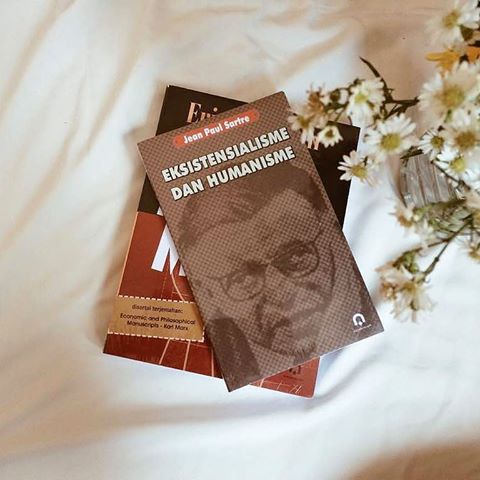 Jean Paul Sartre
EKSISTENSIALISME
DAN HUMANISME
disertai terjemahan:
Economic and Philosophical
Manuscripts - Karl Marx